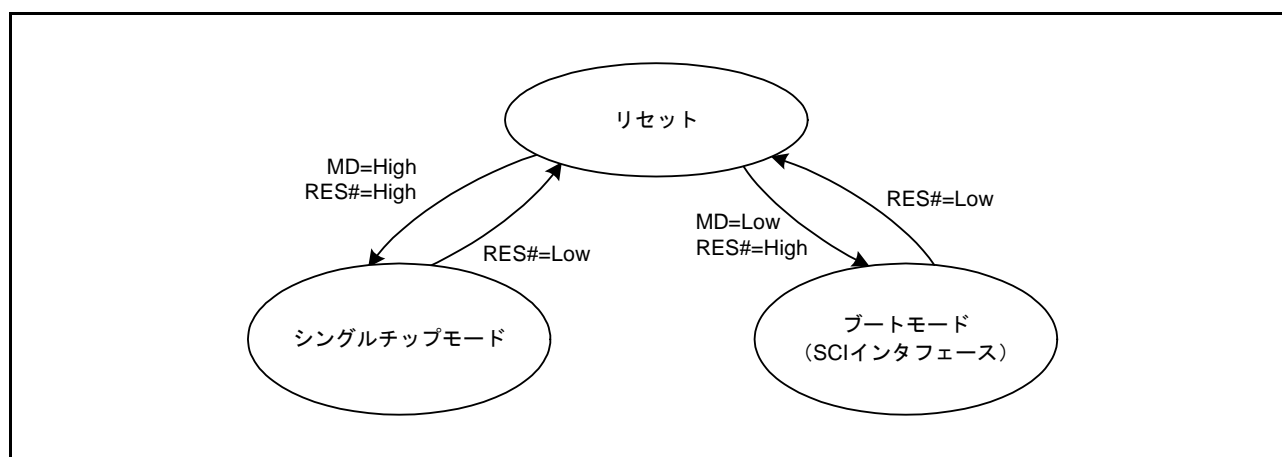 リセット
MD=High
RES#=High
RES#=Low
MD=Low
RES#=High
RES#=Low
シングルチップモード
ブートモード
（SCIインタフェース）